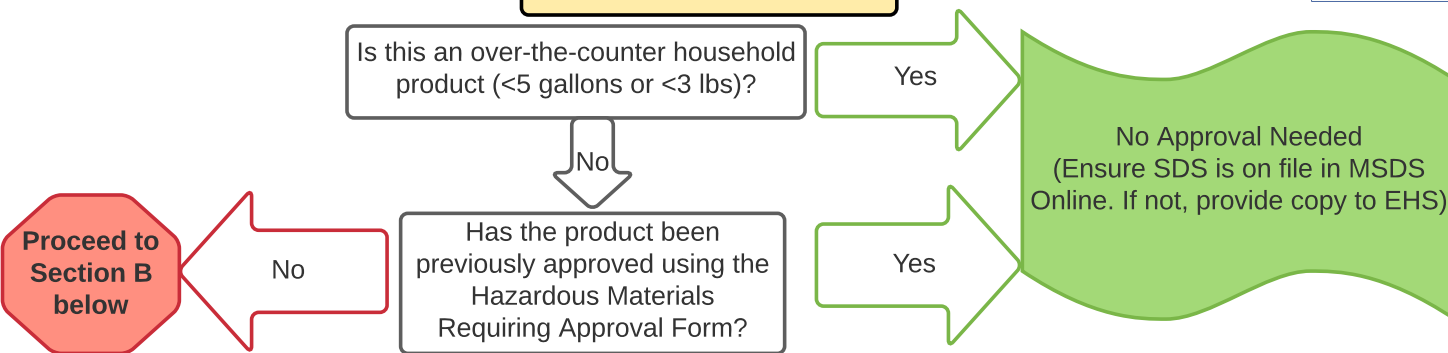 Is this an over-the-counter household
product (<5 gallons or <3 lbs)?
Yes
No Approval Needed
(Ensure SDS is on file in MSDS
Online. If not, provide copy to EHS)
No
Has the product been
previously approved using the
Hazardous Materials
Requiring Approval Form?
Yes
No
Proceed to
Section B
below